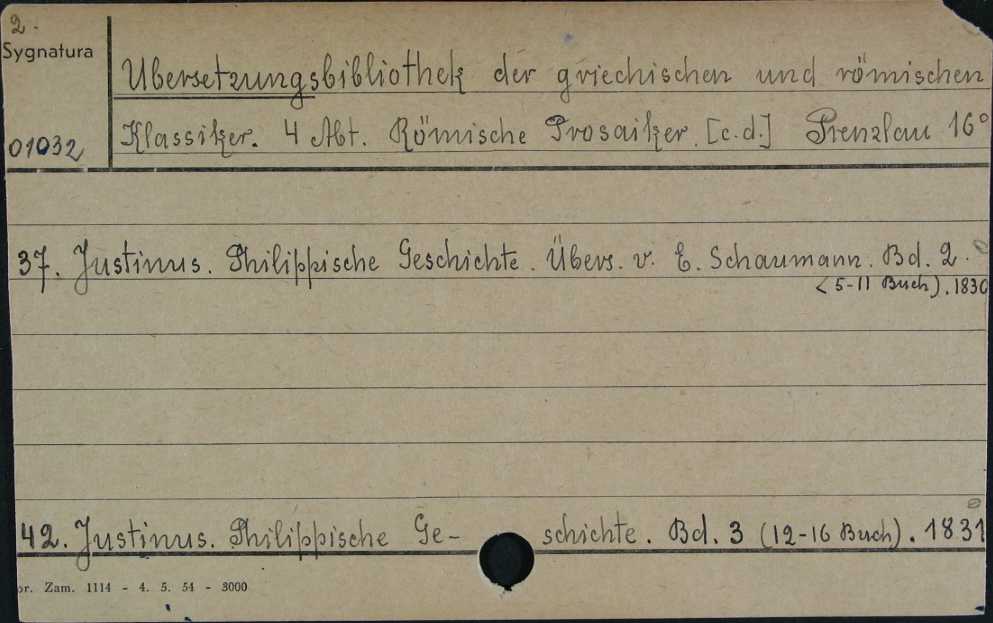 2.
Sygnatura
01032
Übersetzungsbibliothek der griechischen und römischen
Klassiker. 4 Abt. Römische Prosaiker. [c.d.] Prenzlau 16°
37. Justinus. Philippische Geschichte. Übers. v. E. Schaumann. Bd. 2.
(5-11 Buch). 1830
42. Justinus. Philippische Ge- schichte. Bd. 3 (12-16 Buch). 1831
or. Zam. 1114 - 4. 5. 54 - 3000